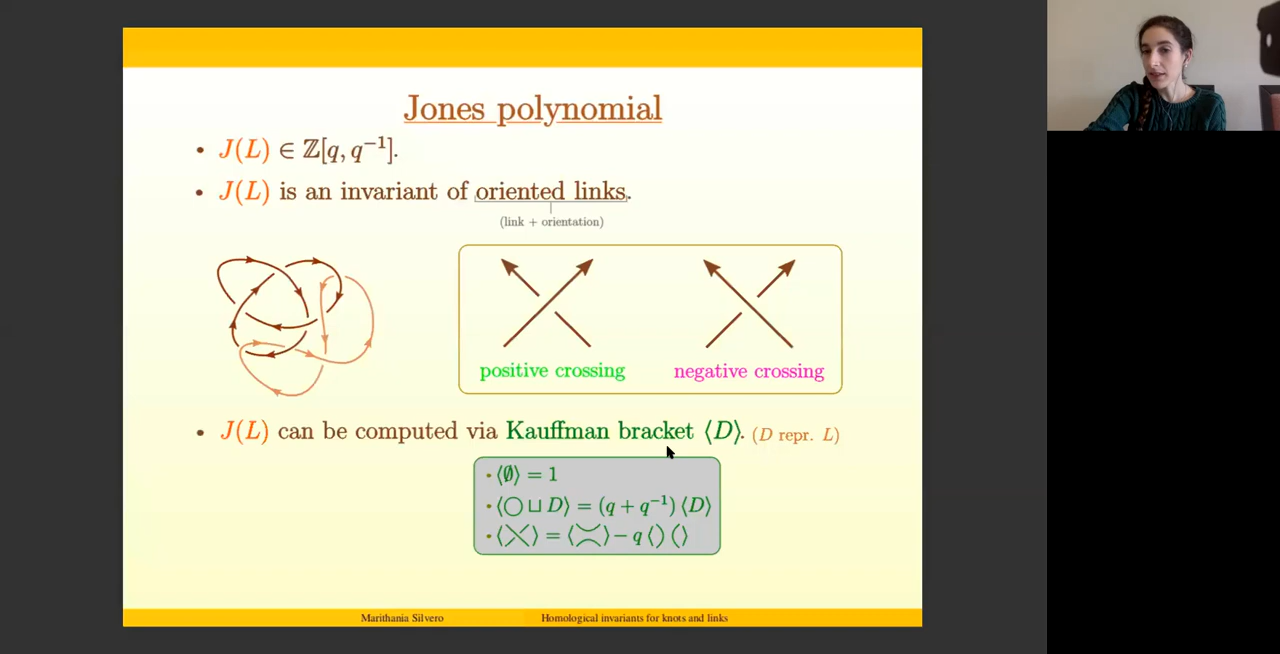 Jones polynomial
• J(L) ∈ ℤ[q, q⁻¹].
• J(L) is an invariant of oriented links.
(link + orientation)
positive crossing
negative crossing
• J(L) can be computed via Kauffman bracket ⟨D⟩. (D repr. L)
• ⟨∅⟩ = 1
• ⟨◯ ⊔ D⟩ = (q + q⁻¹) ⟨D⟩
• ⟨╳⟩ = ⟨≍⟩ − q ⟨)(⟩
Marithania Silvero Homological invariants for knots and links